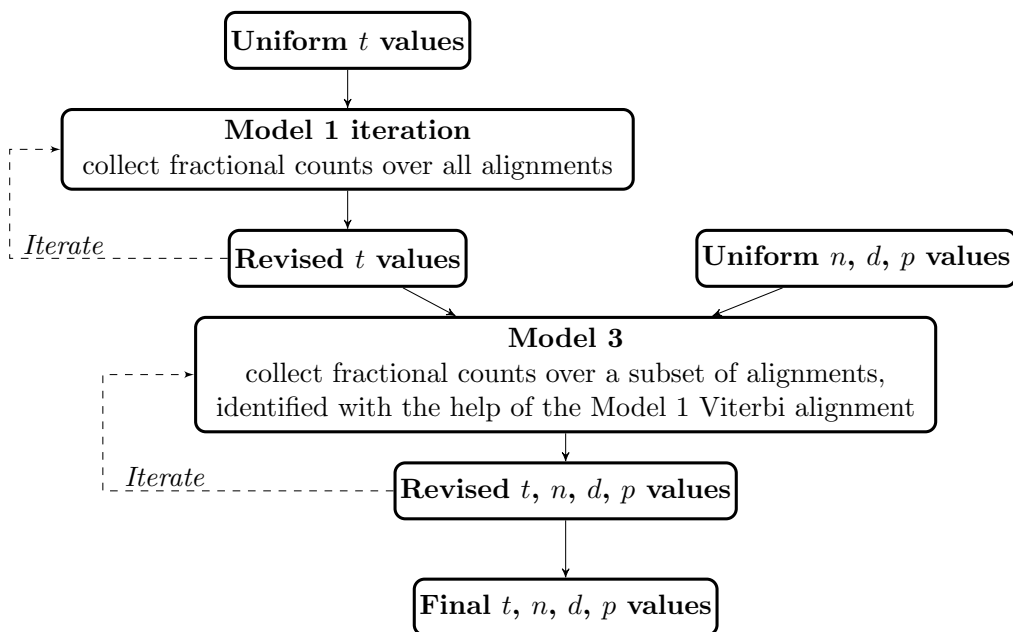 Uniform t values
Model 1 iteration
collect fractional counts over all alignments
Iterate
Revised t values
Uniform n, d, p values
Model 3
collect fractional counts over a subset of alignments,
identified with the help of the Model 1 Viterbi alignment
Iterate
Revised t, n, d, p values
Final t, n, d, p values